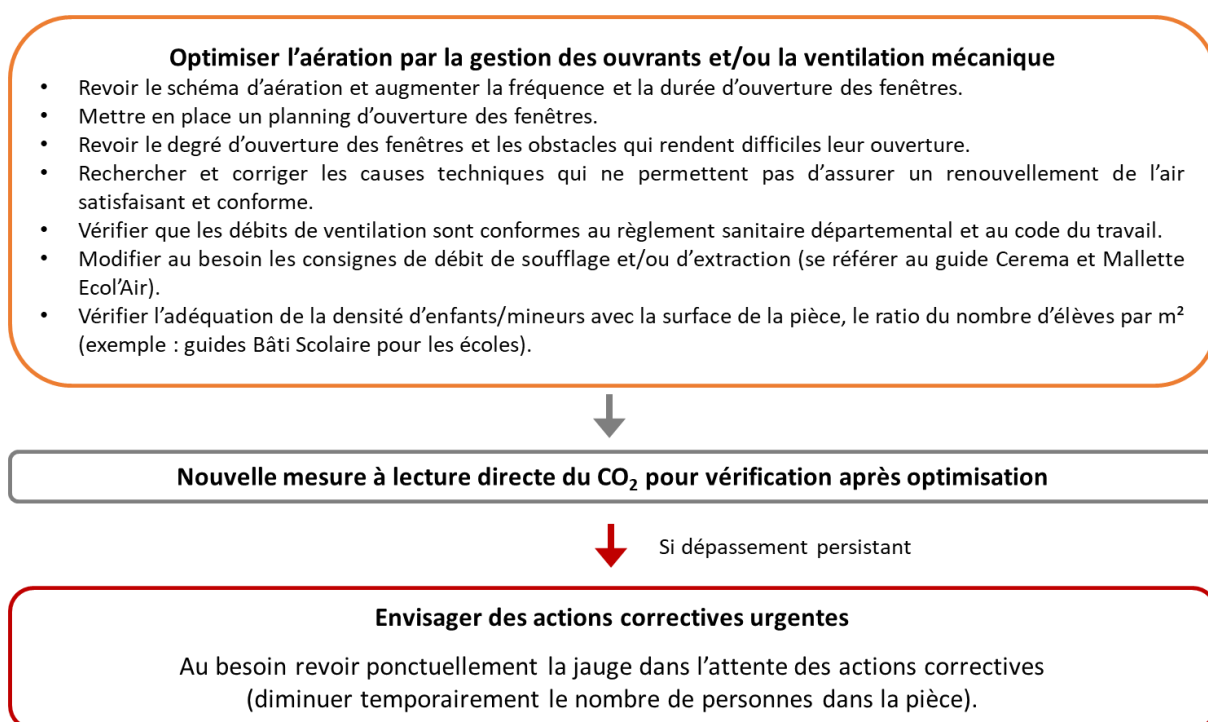 Optimiser l’aération par la gestion des ouvrants et/ou la ventilation mécanique
• Revoir le schéma d’aération et augmenter la fréquence et la durée d’ouverture des fenêtres.
• Mettre en place un planning d’ouverture des fenêtres.
• Revoir le degré d’ouverture des fenêtres et les obstacles qui rendent difficiles leur ouverture.
• Rechercher et corriger les causes techniques qui ne permettent pas d’assurer un renouvellement de l’air
satisfaisant et conforme.
• Vérifier que les débits de ventilation sont conformes au règlement sanitaire départemental et au code du travail.
• Modifier au besoin les consignes de débit de soufflage et/ou d’extraction (se référer au guide Cerema et Mallette
Ecol’Air).
• Vérifier l’adéquation de la densité d’enfants/mineurs avec la surface de la pièce, le ratio du nombre d’élèves par m²
(exemple : guides Bâti Scolaire pour les écoles).
Nouvelle mesure à lecture directe du CO₂ pour vérification après optimisation
Si dépassement persistant
Envisager des actions correctives urgentes
Au besoin revoir ponctuellement la jauge dans l’attente des actions correctives
(diminuer temporairement le nombre de personnes dans la pièce).